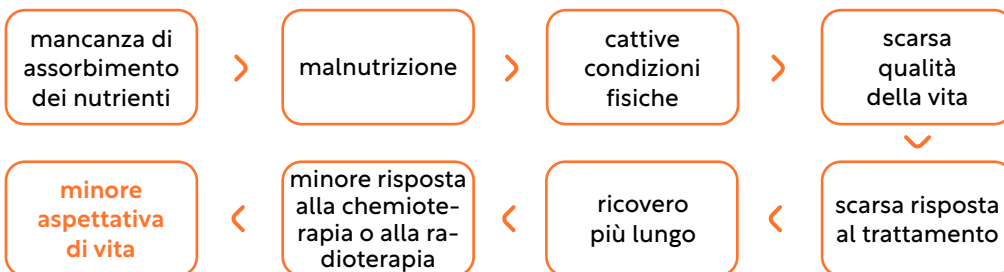 mancanza di
assorbimento
dei nutrienti
malnutrizione
cattive
condizioni
fisiche
scarsa
qualità
della vita
scarsa risposta
al trattamento
ricovero
più lungo
minore risposta
alla chemiote-
rapia o alla ra-
dioterapia
minore
aspettativa
di vita